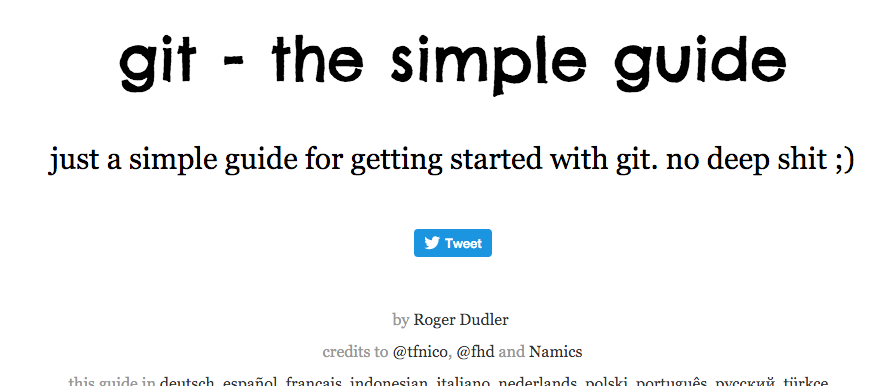 git - the simple guide
just a simple guide for getting started with git. no deep shit ;)
Tweet
by Roger Dudler
credits to @tfnico, @fhd and Namics
this guide in deutsch, español, français, indonesian, italiano, nederlands, polski, português, русский, türkçe,